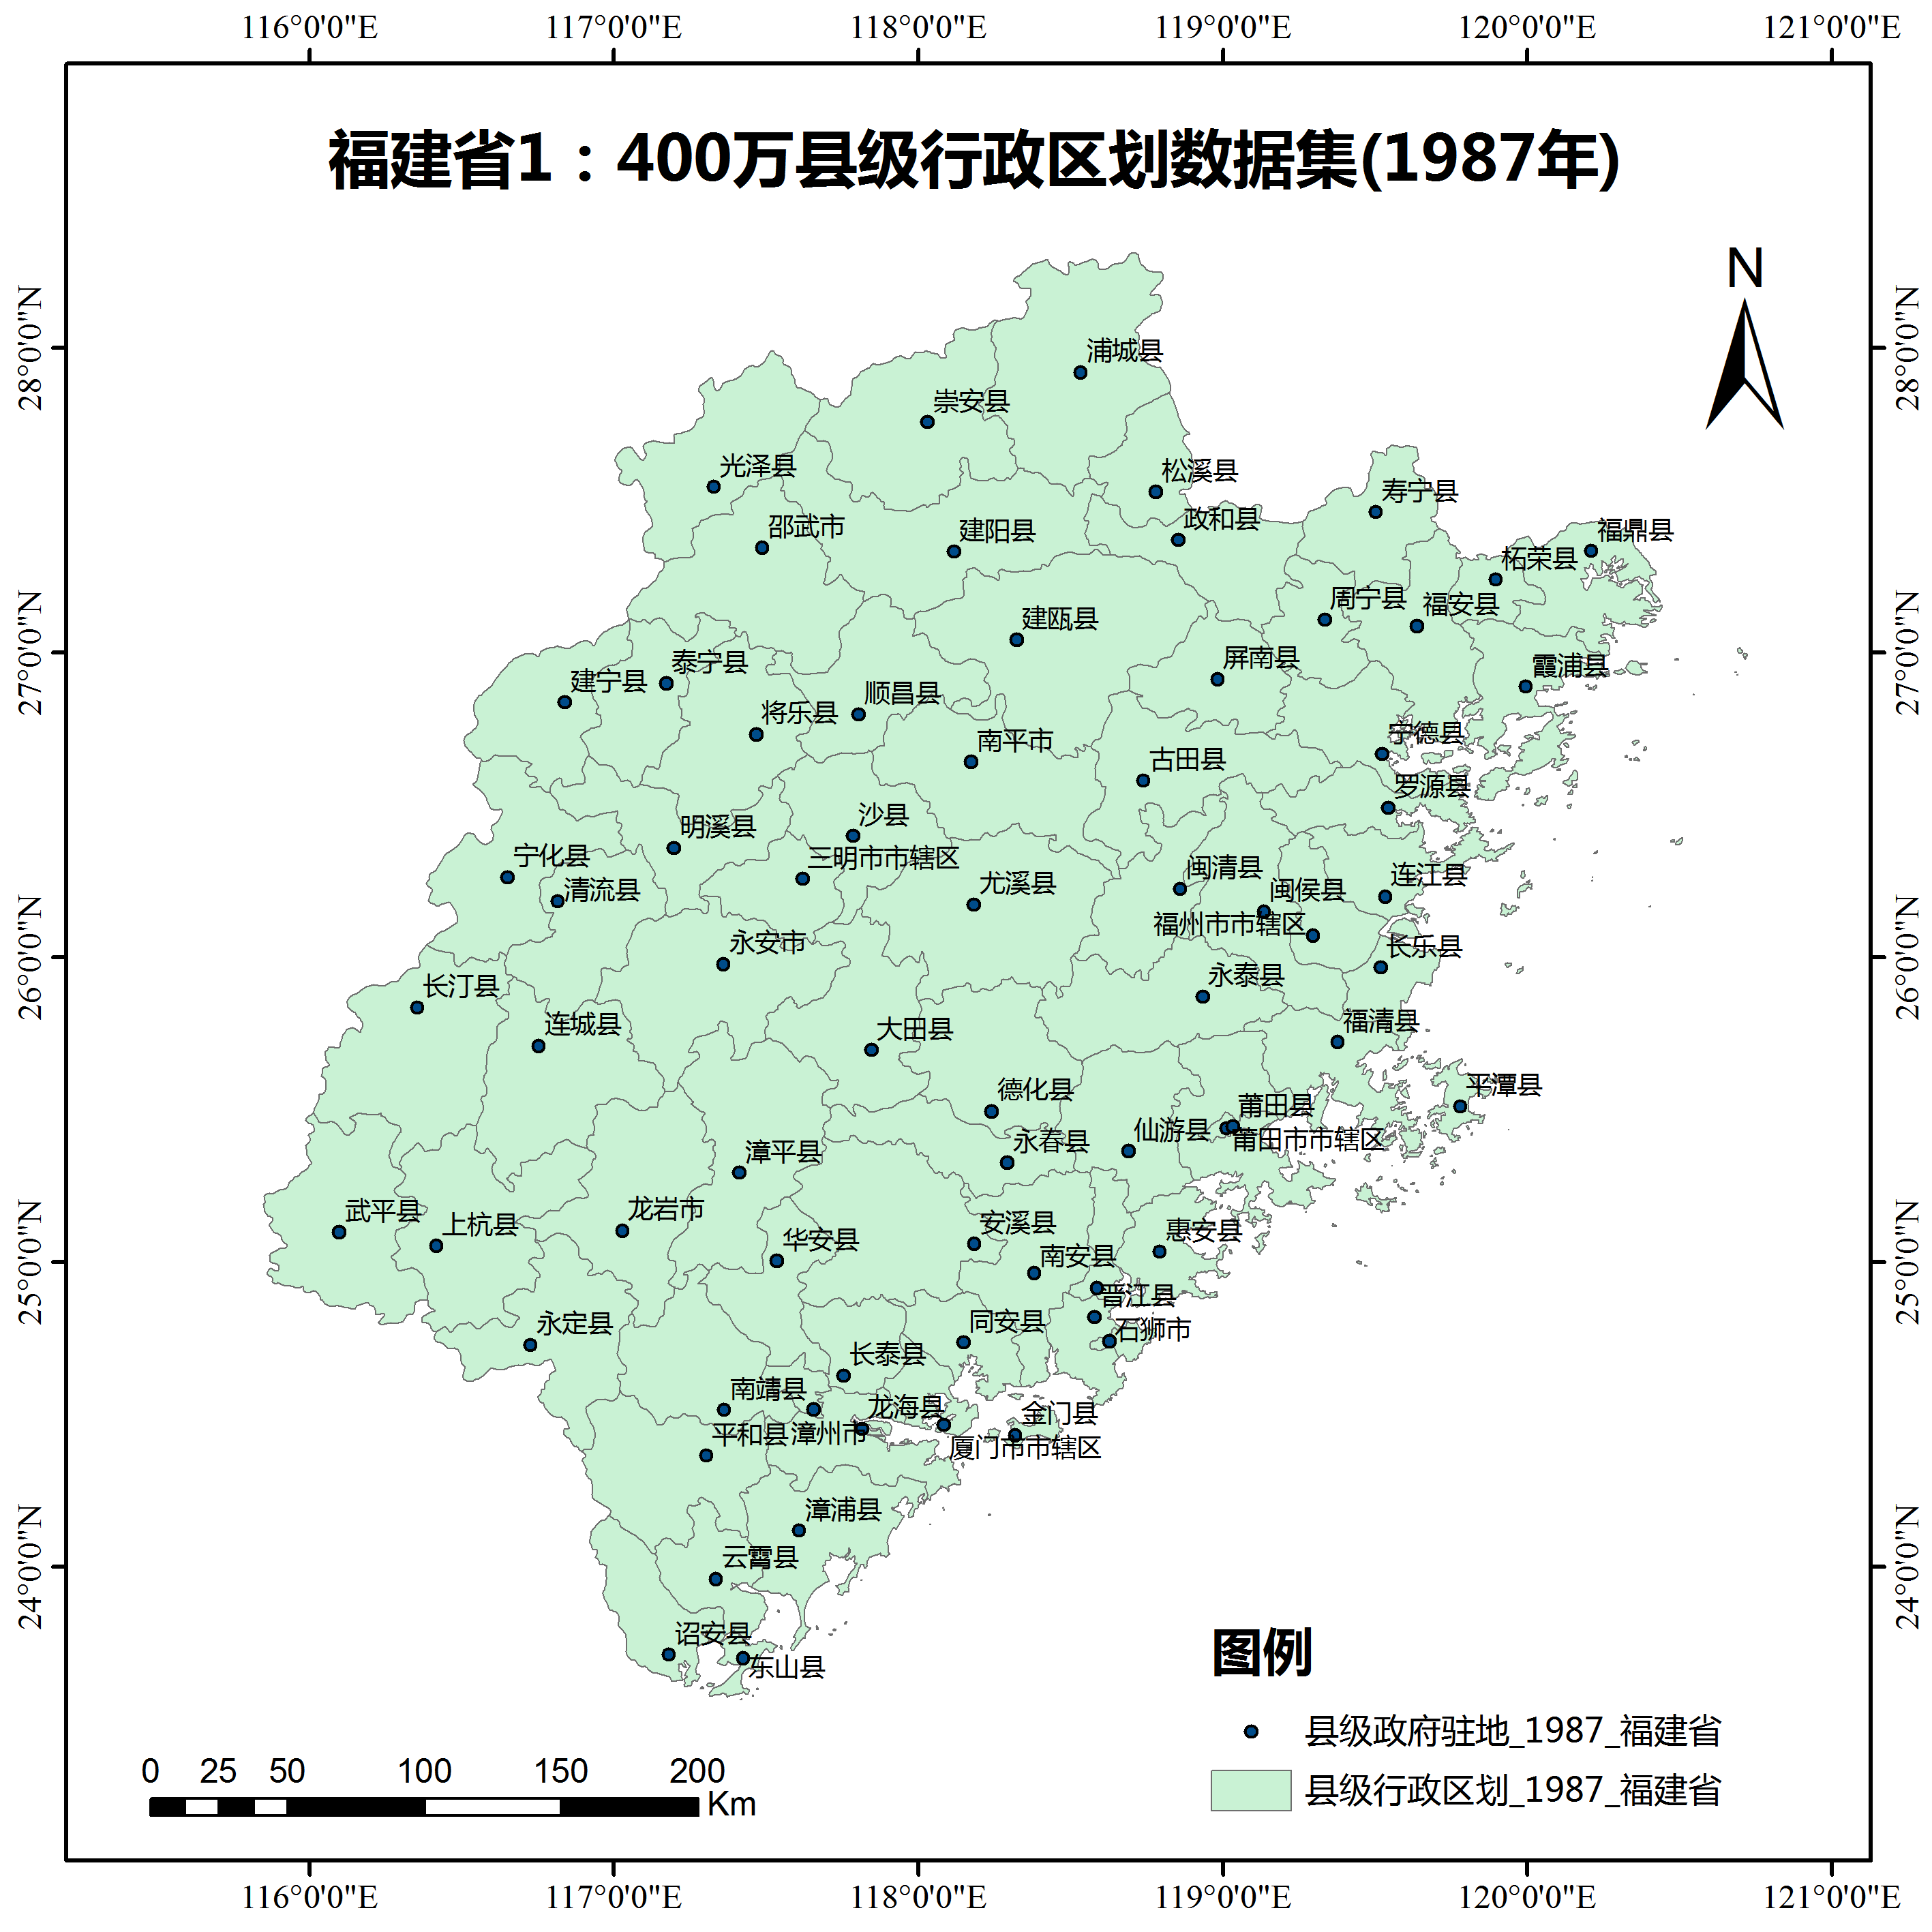 116°0'0"E 117°0'0"E 118°0'0"E 119°0'0"E 120°0'0"E 121°0'0"E
福建省1：400万县级行政区划数据集(1987年)
N
28°0'0"N
28°0'0"N
浦城县
崇安县
光泽县
松溪县
寿宁县
政和县
邵武市
建阳县
福鼎县
柘荣县
周宁县
福安县
建瓯县
27°0'0"N
27°0'0"N
屏南县
泰宁县
霞浦县
建宁县
顺昌县
将乐县
宁德县
南平市
古田县
罗源县
沙县
明溪县
宁化县
三明市市辖区
闽清县
连江县
尤溪县
清流县
闽侯县
福州市市辖区
永安市
长乐县
26°0'0"N
26°0'0"N
永泰县
长汀县
福清县
连城县
大田县
平潭县
德化县
莆田县
仙游县
莆田市市辖区
永春县
漳平县
武平县
龙岩市
上杭县
安溪县
惠安县
华安县
南安县
25°0'0"N
25°0'0"N
晋江县
永定县
同安县
石狮市
长泰县
南靖县
龙海县
金门县
平和县
漳州市
厦门市市辖区
漳浦县
云霄县
24°0'0"N
24°0'0"N
诏安县
东山县
图例
县级政府驻地_1987_福建省
县级行政区划_1987_福建省
0 25 50 100 150 200
Km
116°0'0"E 117°0'0"E 118°0'0"E 119°0'0"E 120°0'0"E 121°0'0"E